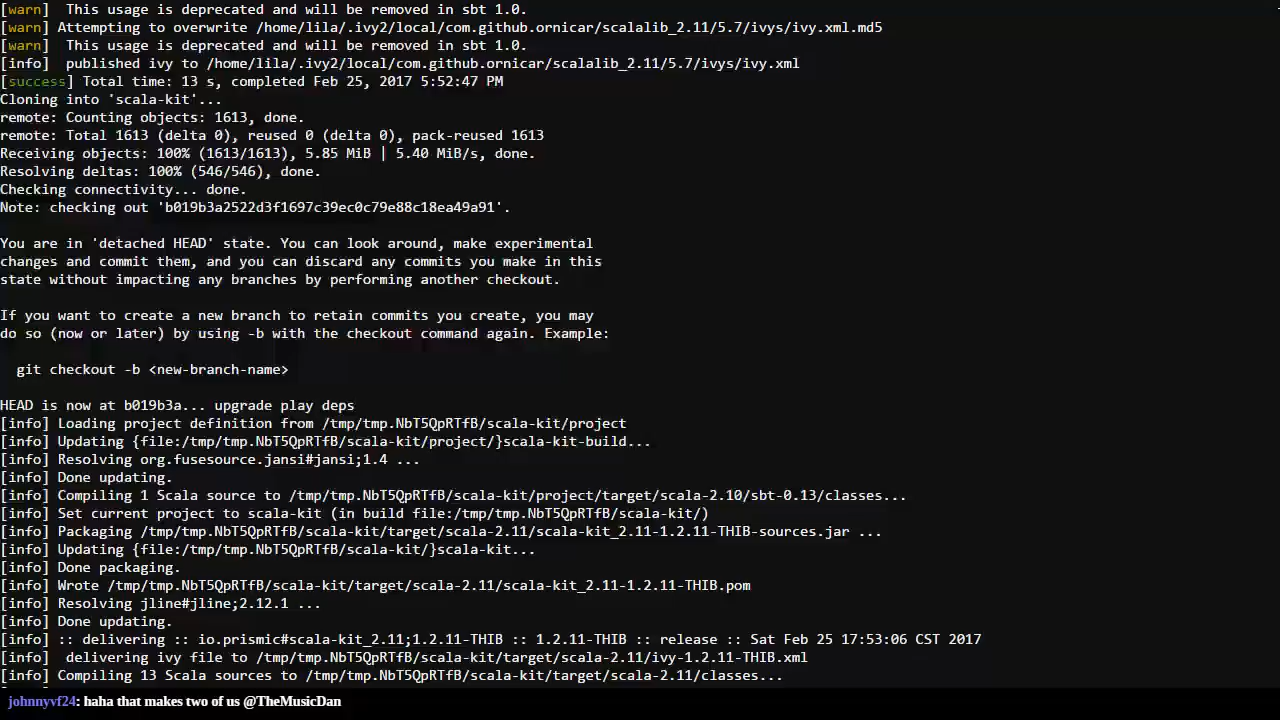 [warn]  This usage is deprecated and will be removed in sbt 1.0.
[warn] Attempting to overwrite /home/lila/.ivy2/local/com.github.ornicar/scalalib_2.11/5.7/ivys/ivy.xml.md5
[warn]  This usage is deprecated and will be removed in sbt 1.0.
[info]  published ivy to /home/lila/.ivy2/local/com.github.ornicar/scalalib_2.11/5.7/ivys/ivy.xml
[success] Total time: 13 s, completed Feb 25, 2017 5:52:47 PM
Cloning into 'scala-kit'...
remote: Counting objects: 1613, done.
remote: Total 1613 (delta 0), reused 0 (delta 0), pack-reused 1613
Receiving objects: 100% (1613/1613), 5.85 MiB | 5.40 MiB/s, done.
Resolving deltas: 100% (546/546), done.
Checking connectivity... done.
Note: checking out 'b019b3a2522d3f1697c39ec0c79e88c18ea49a91'.
You are in 'detached HEAD' state. You can look around, make experimental
changes and commit them, and you can discard any commits you make in this
state without impacting any branches by performing another checkout.
If you want to create a new branch to retain commits you create, you may
do so (now or later) by using -b with the checkout command again. Example:
  git checkout -b <new-branch-name>
HEAD is now at b019b3a... upgrade play deps
[info] Loading project definition from /tmp/tmp.NbT5QpRTfB/scala-kit/project
[info] Updating {file:/tmp/tmp.NbT5QpRTfB/scala-kit/project/}scala-kit-build...
[info] Resolving org.fusesource.jansi#jansi;1.4 ...
[info] Done updating.
[info] Compiling 1 Scala source to /tmp/tmp.NbT5QpRTfB/scala-kit/project/target/scala-2.10/sbt-0.13/classes...
[info] Set current project to scala-kit (in build file:/tmp/tmp.NbT5QpRTfB/scala-kit/)
[info] Packaging /tmp/tmp.NbT5QpRTfB/scala-kit/target/scala-2.11/scala-kit_2.11-1.2.11-THIB-sources.jar ...
[info] Updating {file:/tmp/tmp.NbT5QpRTfB/scala-kit/}scala-kit...
[info] Done packaging.
[info] Wrote /tmp/tmp.NbT5QpRTfB/scala-kit/target/scala-2.11/scala-kit_2.11-1.2.11-THIB.pom
[info] Resolving jline#jline;2.12.1 ...
[info] Done updating.
[info] :: delivering :: io.prismic#scala-kit_2.11;1.2.11-THIB :: 1.2.11-THIB :: release :: Sat Feb 25 17:53:06 CST 2017
[info]  delivering ivy file to /tmp/tmp.NbT5QpRTfB/scala-kit/target/scala-2.11/ivy-1.2.11-THIB.xml
[info] Compiling 13 Scala sources to /tmp/tmp.NbT5QpRTfB/scala-kit/target/scala-2.11/classes...
johnnyvf24: haha that makes two of us @TheMusicDan